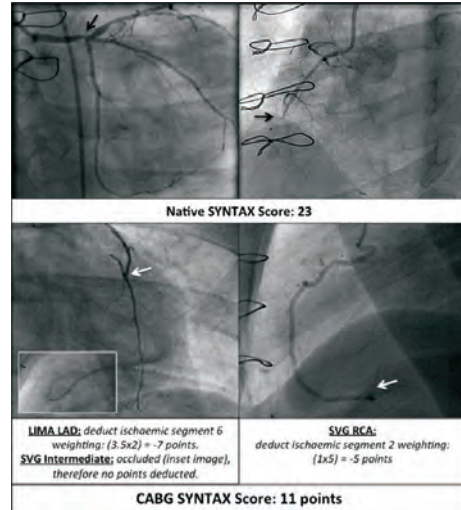 Native SYNTAX Score: 23
LIMA LAD: deduct ischaemic segment 6
weighting: (3.5x2) = -7 points.
SVG Intermediate: occluded (inset image),
therefore no points deducted.
SVG RCA:
deduct ischaemic segment 2 weighting:
(1x5) = -5 points
CABG SYNTAX Score: 11 points